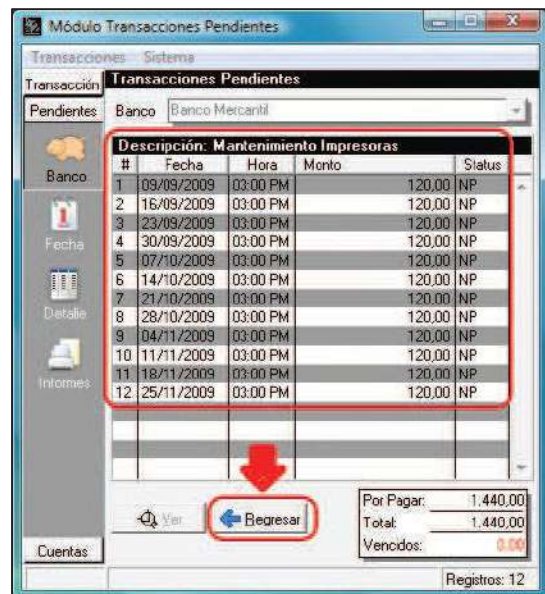 Módulo Transacciones Pendientes
Transacciones Sistema
Transacción
Pendientes
Banco
Fecha
Detalle
Informes
Cuentas
Transacciones Pendientes
Banco Banco Mercantil
Descripción: Mantenimiento Impresoras
# Fecha Hora Monto Status
1 09/09/2009 03:00 PM 120,00 NP
2 16/09/2009 03:00 PM 120,00 NP
3 23/09/2009 03:00 PM 120,00 NP
4 30/09/2009 03:00 PM 120,00 NP
5 07/10/2009 03:00 PM 120,00 NP
6 14/10/2009 03:00 PM 120,00 NP
7 21/10/2009 03:00 PM 120,00 NP
8 28/10/2009 03:00 PM 120,00 NP
9 04/11/2009 03:00 PM 120,00 NP
10 11/11/2009 03:00 PM 120,00 NP
11 18/11/2009 03:00 PM 120,00 NP
12 25/11/2009 03:00 PM 120,00 NP
Ver Regresar
Por Pagar: 1.440,00
Total: 1.440,00
Vencidos: 0.00
Registros: 12